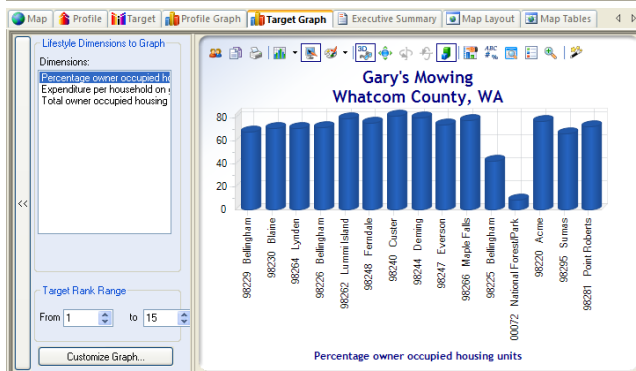 Map Profile Target Profile Graph Target Graph Executive Summary Map Layout Map Tables
Lifestyle Dimensions to Graph
Dimensions:
Percentage owner occupied
Expenditure per household on
Total owner occupied housing
<<
Target Rank Range
From 1 to 15
Customize Graph...
3D
ABC
Gary's Mowing
Whatcom County, WA
80
60
40
20
0
98229 Bellingham
98230 Blaine
98264 Lynden
98226 Bellingham
98262 Lummi Island
98248 Ferndale
98240 Custer
98244 Deming
98247 Everson
98266 Maple Falls
98225 Bellingham
00072 National Forest/Park
98220 Acme
98295 Sumas
98281 Point Roberts
Percentage owner occupied housing units